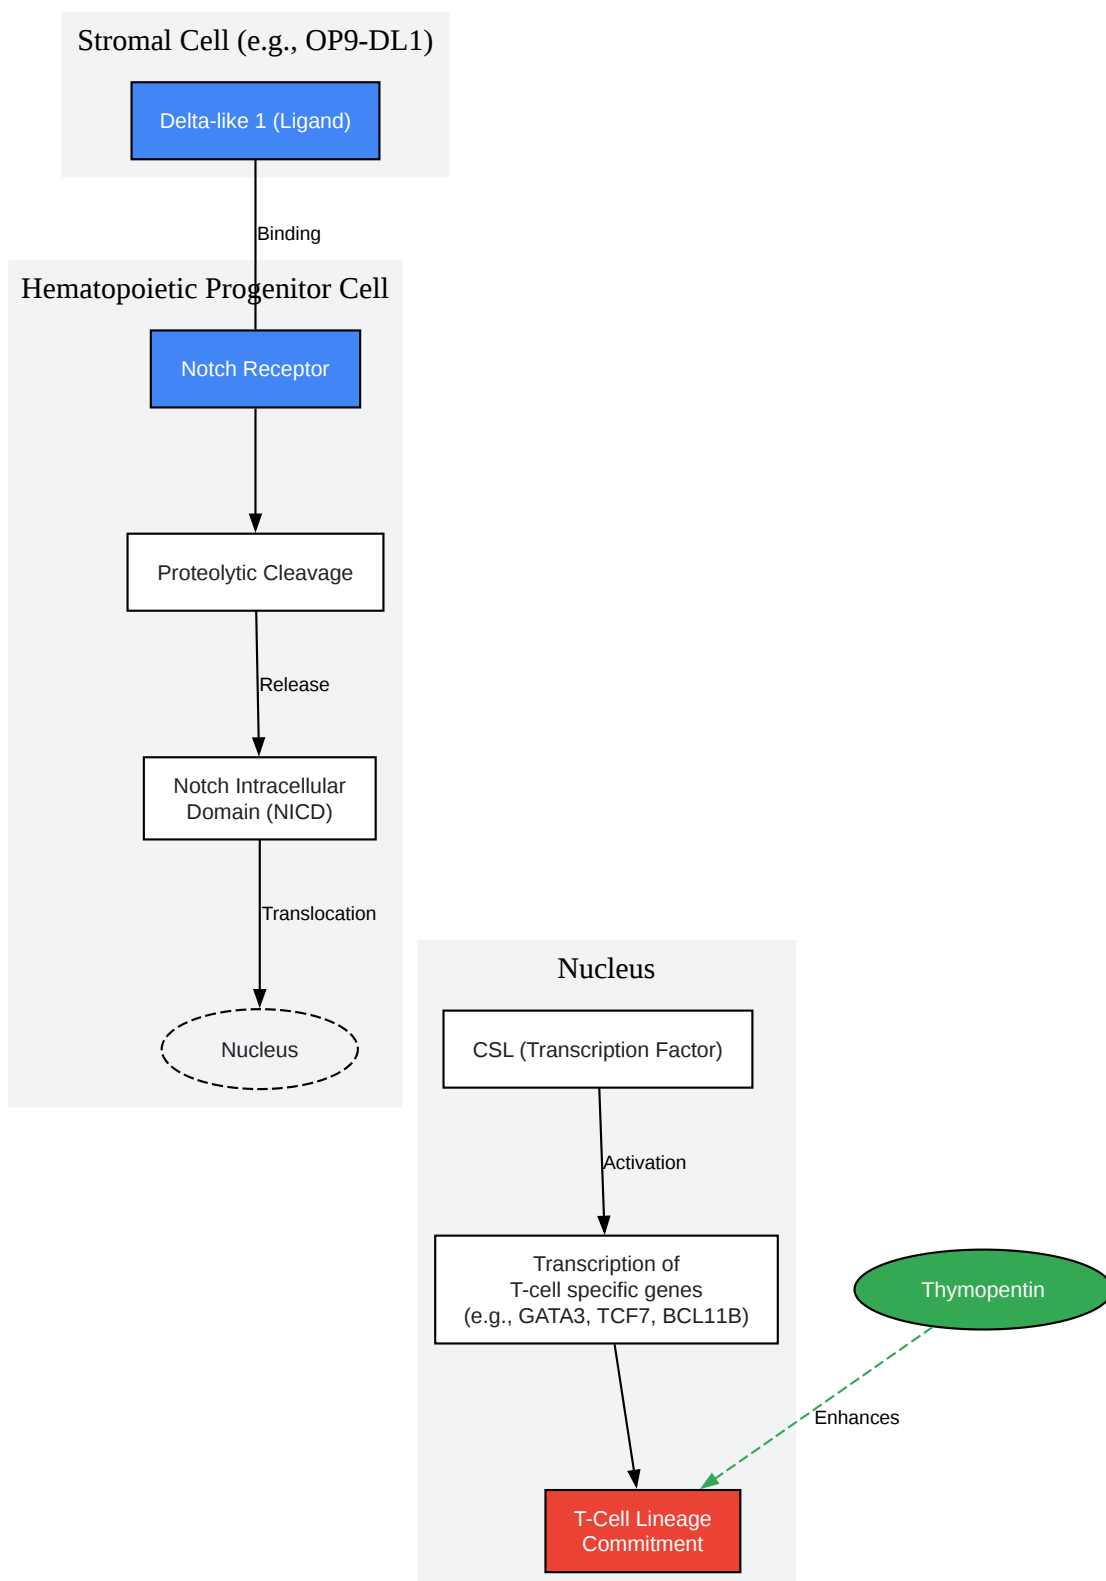 Stromal Cell (e.g., OP9-DL1)
Delta-like 1 (Ligand)
Binding
Hematopoietic Progenitor Cell
Notch Receptor
Proteolytic Cleavage
Release
Notch Intracellular
Domain (NICD)
Translocation
Nucleus
Nucleus
CSL (Transcription Factor)
Activation
Transcription of
T-cell specific genes
(e.g., GATA3, TCF7, BCL11B)
Thymopentin
Enhances
T-Cell Lineage
Commitment